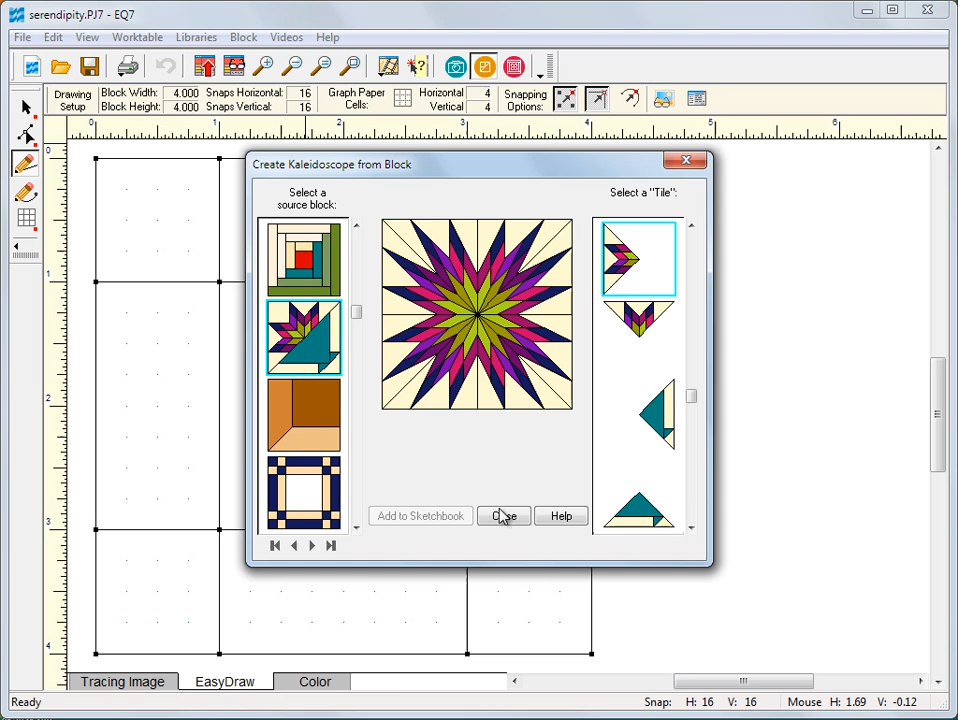 serendipity.PJ7 - EQ7
File Edit View Worktable Libraries Block Videos Help
Drawing Setup
Block Width: 4.000 Snaps Horizontal: 16
Block Height: 4.000 Snaps Vertical: 16
Graph Paper Cells:
Horizontal 4
Vertical 4
Snapping Options:
0 1 2 3 4 5 6
0
1
2
3
4
Create Kaleidoscope from Block
Select a source block:
Select a "Tile":
Add to Sketchbook Close Help
Tracing Image EasyDraw Color
Ready Snap: H: 16 V: 16 Mouse H: 1.69 V: -0.12